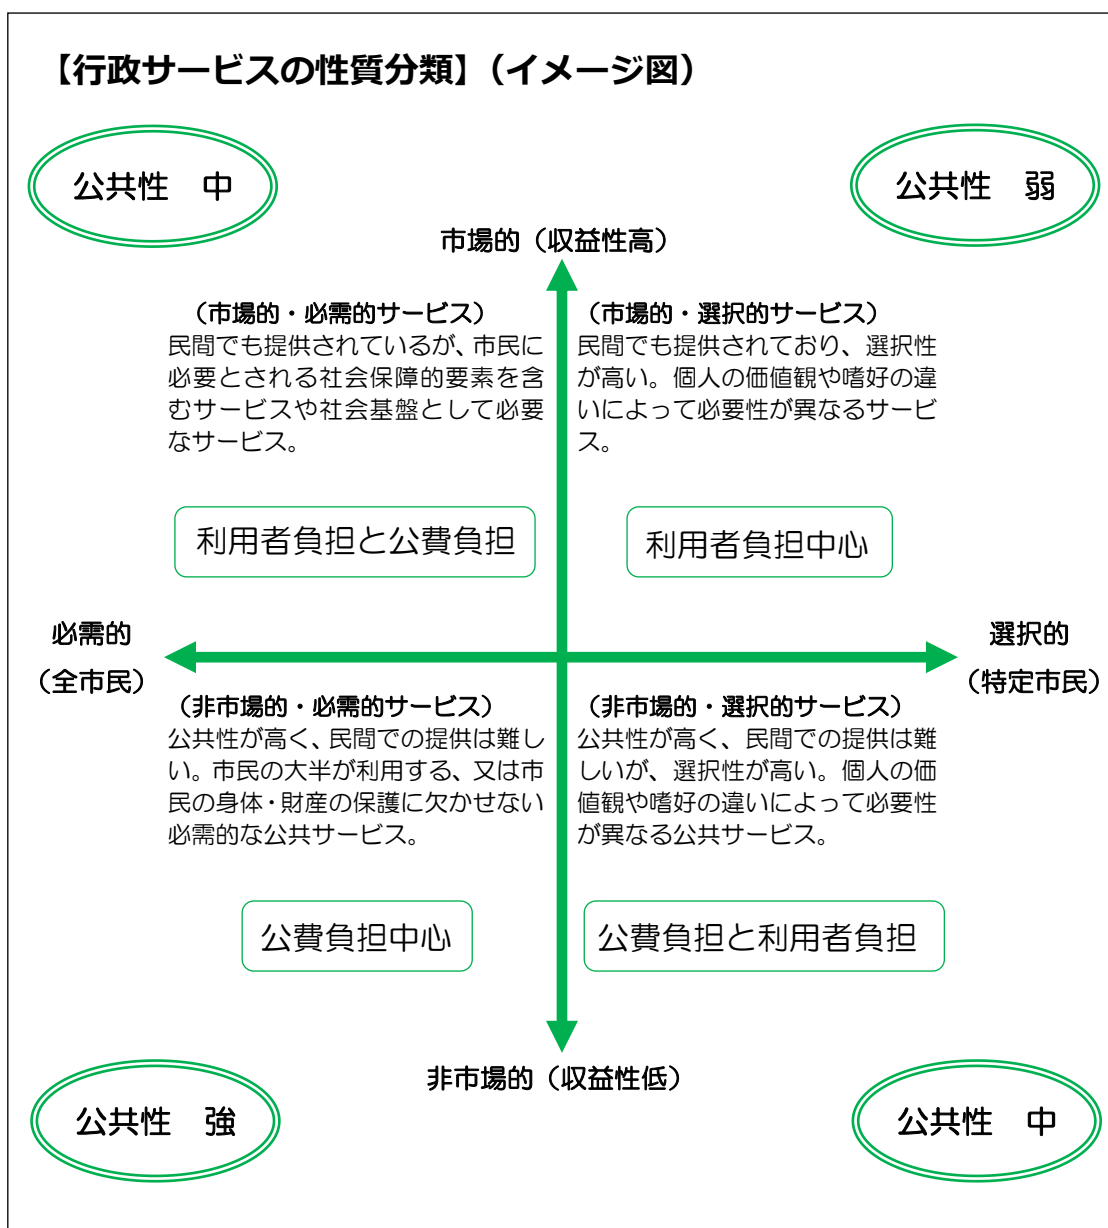 【行政サービスの性質分類】（イメージ図）
公共性　中
公共性　弱
市場的（収益性高）
（市場的・必需的サービス）
民間でも提供されているが、市民に
必要とされる社会保障的要素を含
むサービスや社会基盤として必要
なサービス。
（市場的・選択的サービス）
民間でも提供されており、選択性
が高い。個人の価値観や嗜好の違
いによって必要性が異なるサービ
ス。
利用者負担と公費負担
利用者負担中心
必需的
（全市民）
選択的
（特定市民）
（非市場的・必需的サービス）
公共性が高く、民間での提供は難し
い。市民の大半が利用する、又は市
民の身体・財産の保護に欠かせない
必需的な公共サービス。
（非市場的・選択的サービス）
公共性が高く、民間での提供は難
しいが、選択性が高い。個人の価
値観や嗜好の違いによって必要性
が異なる公共サービス。
公費負担中心
公費負担と利用者負担
非市場的（収益性低）
公共性　強
公共性　中